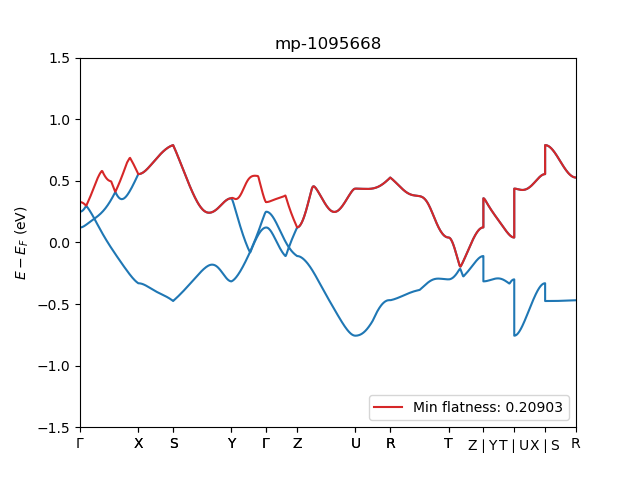 mp-1095668
E − E_F (eV)
1.5
1.0
0.5
0.0
−0.5
−1.0
−1.5
Min flatness: 0.20903
Γ X S Y Γ Z U R T Z | Y T | U X | S R